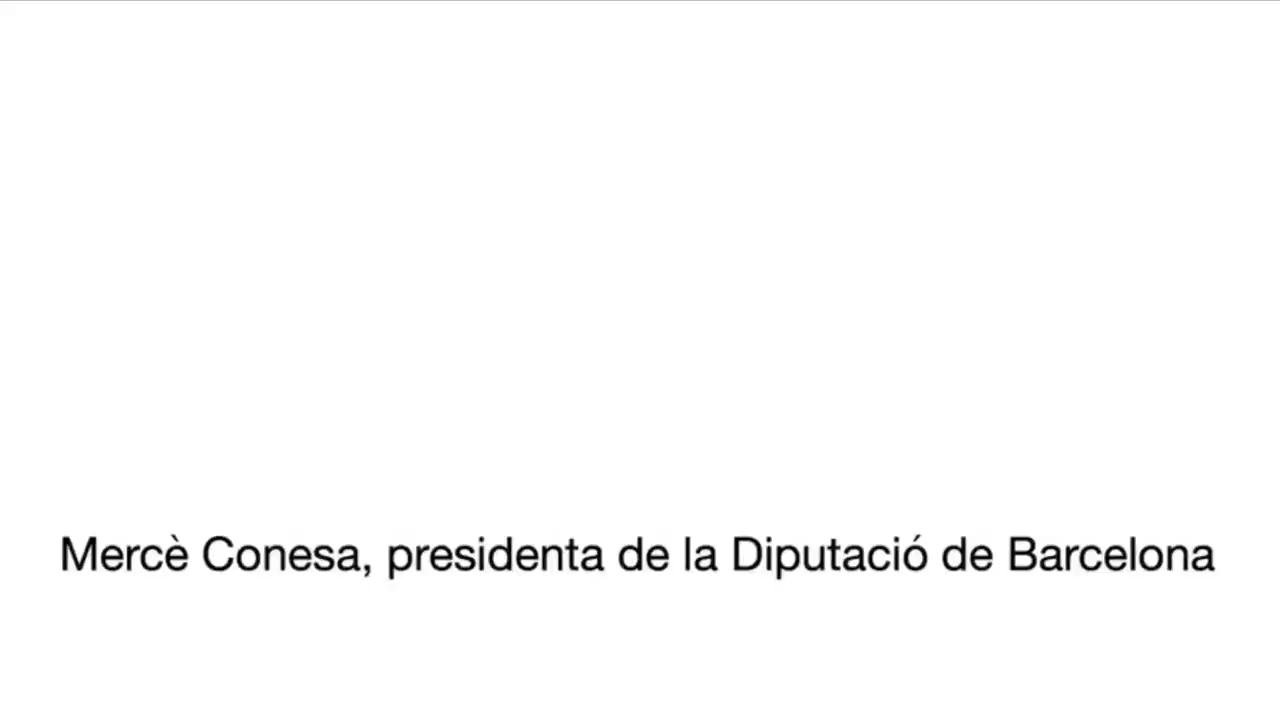 Mercè Conesa, presidenta de la Diputació de Barcelona